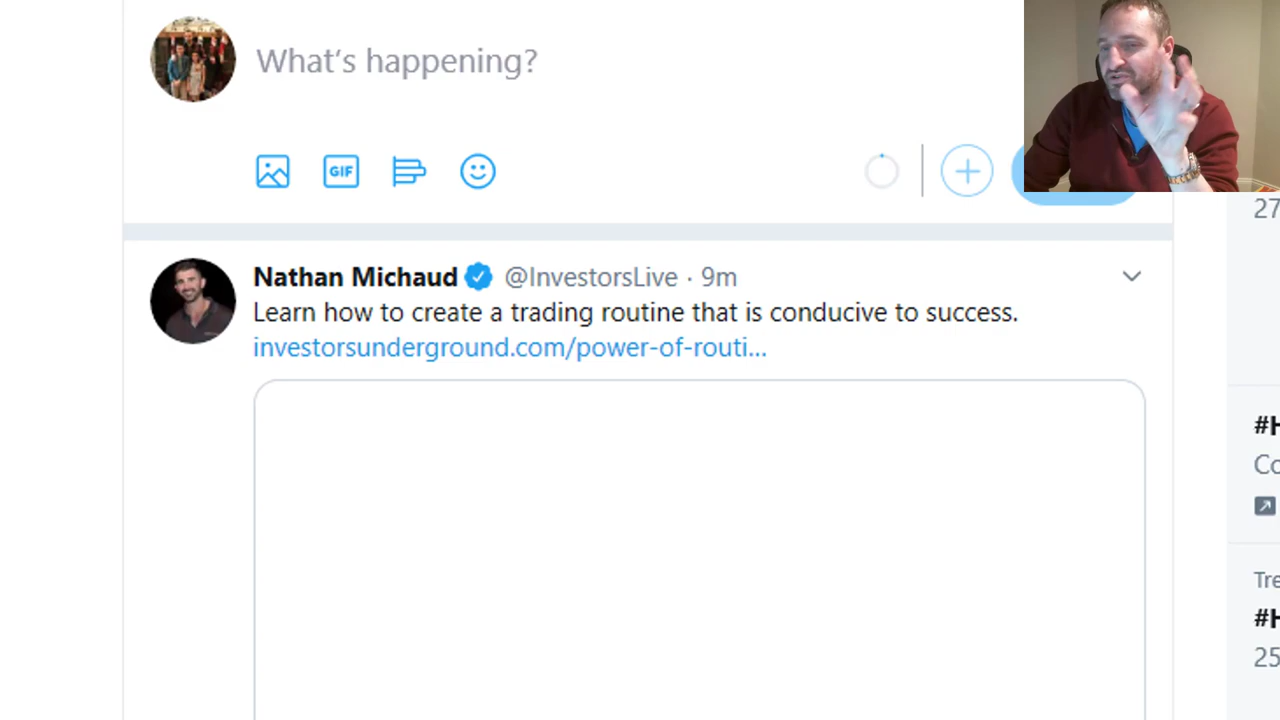 What's happening?
GIF
Nathan Michaud @InvestorsLive · 9m
Learn how to create a trading routine that is conducive to success.
investorsunderground.com/power-of-routi...
27
#H
Co
Tre
#H
25